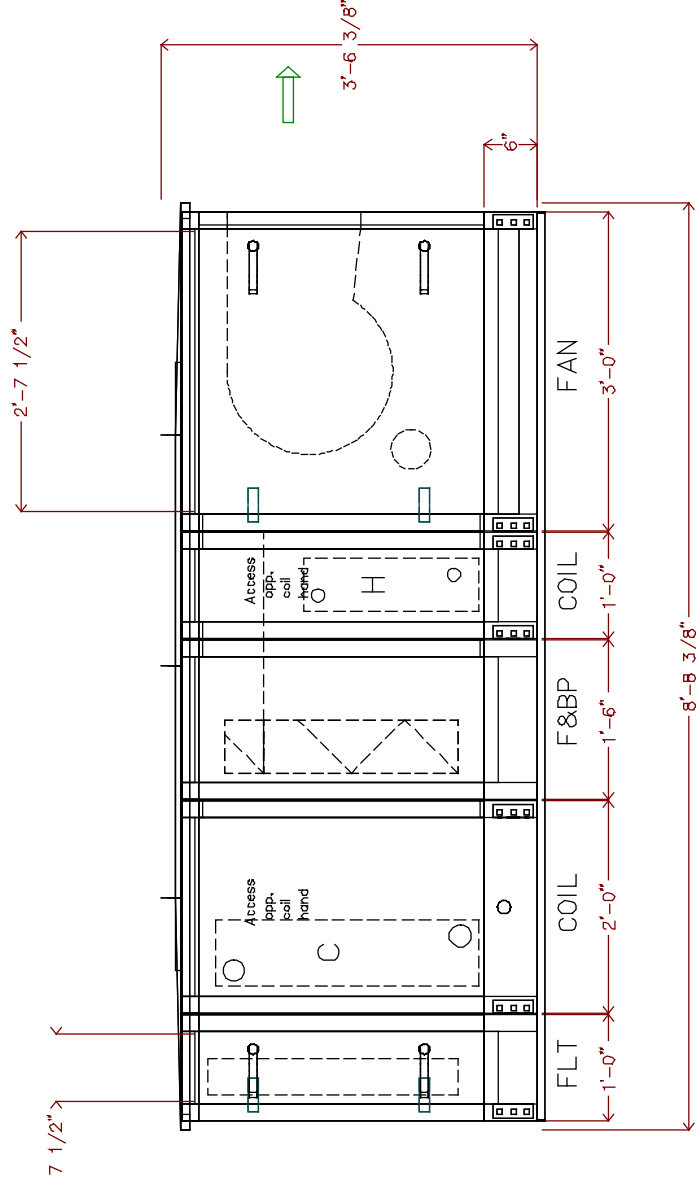 3'-6 3/8"
6"
2'-7 1/2"
FAN
3'-0"
Access
opp.
coil
hand
H
COIL
1'-0"
F&BP
1'-6"
8'-8 3/8"
Access
opp.
coil
hand
C
COIL
2'-0"
FLT
1'-0"
7 1/2"